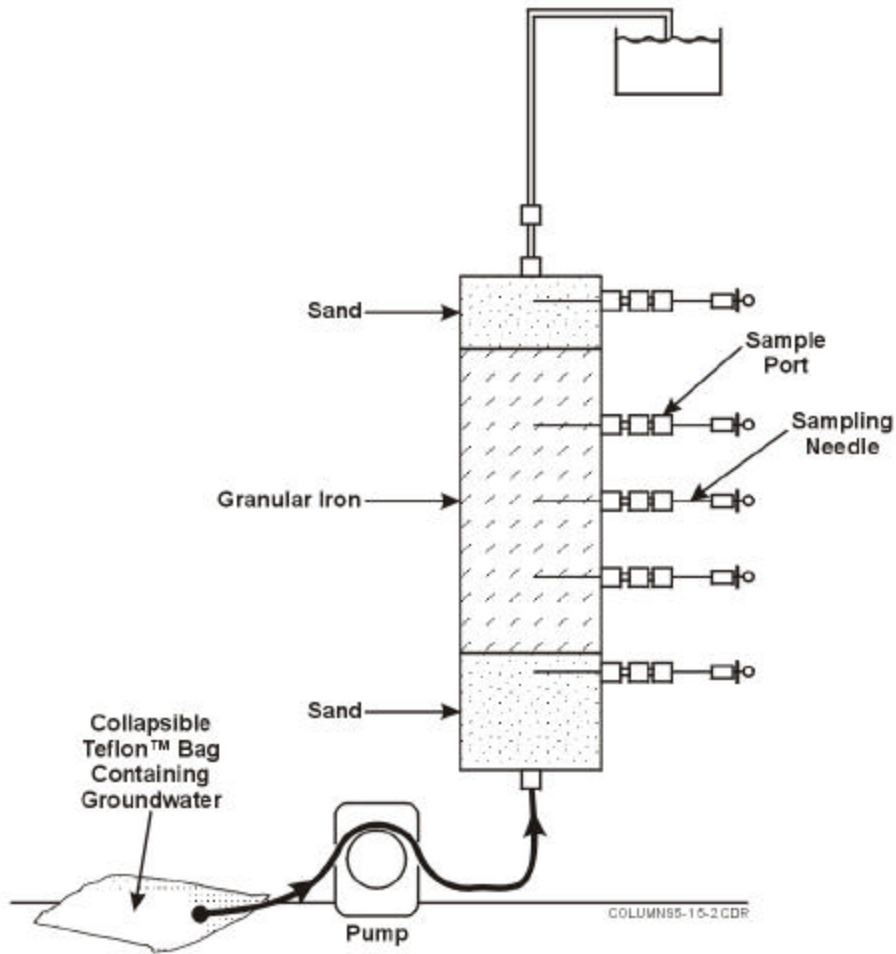 Sand
Sample
Port
Sampling
Needle
Granular Iron
Sand
Collapsible
Teflon™ Bag
Containing
Groundwater
Pump
COLUMN95-15-2CDR